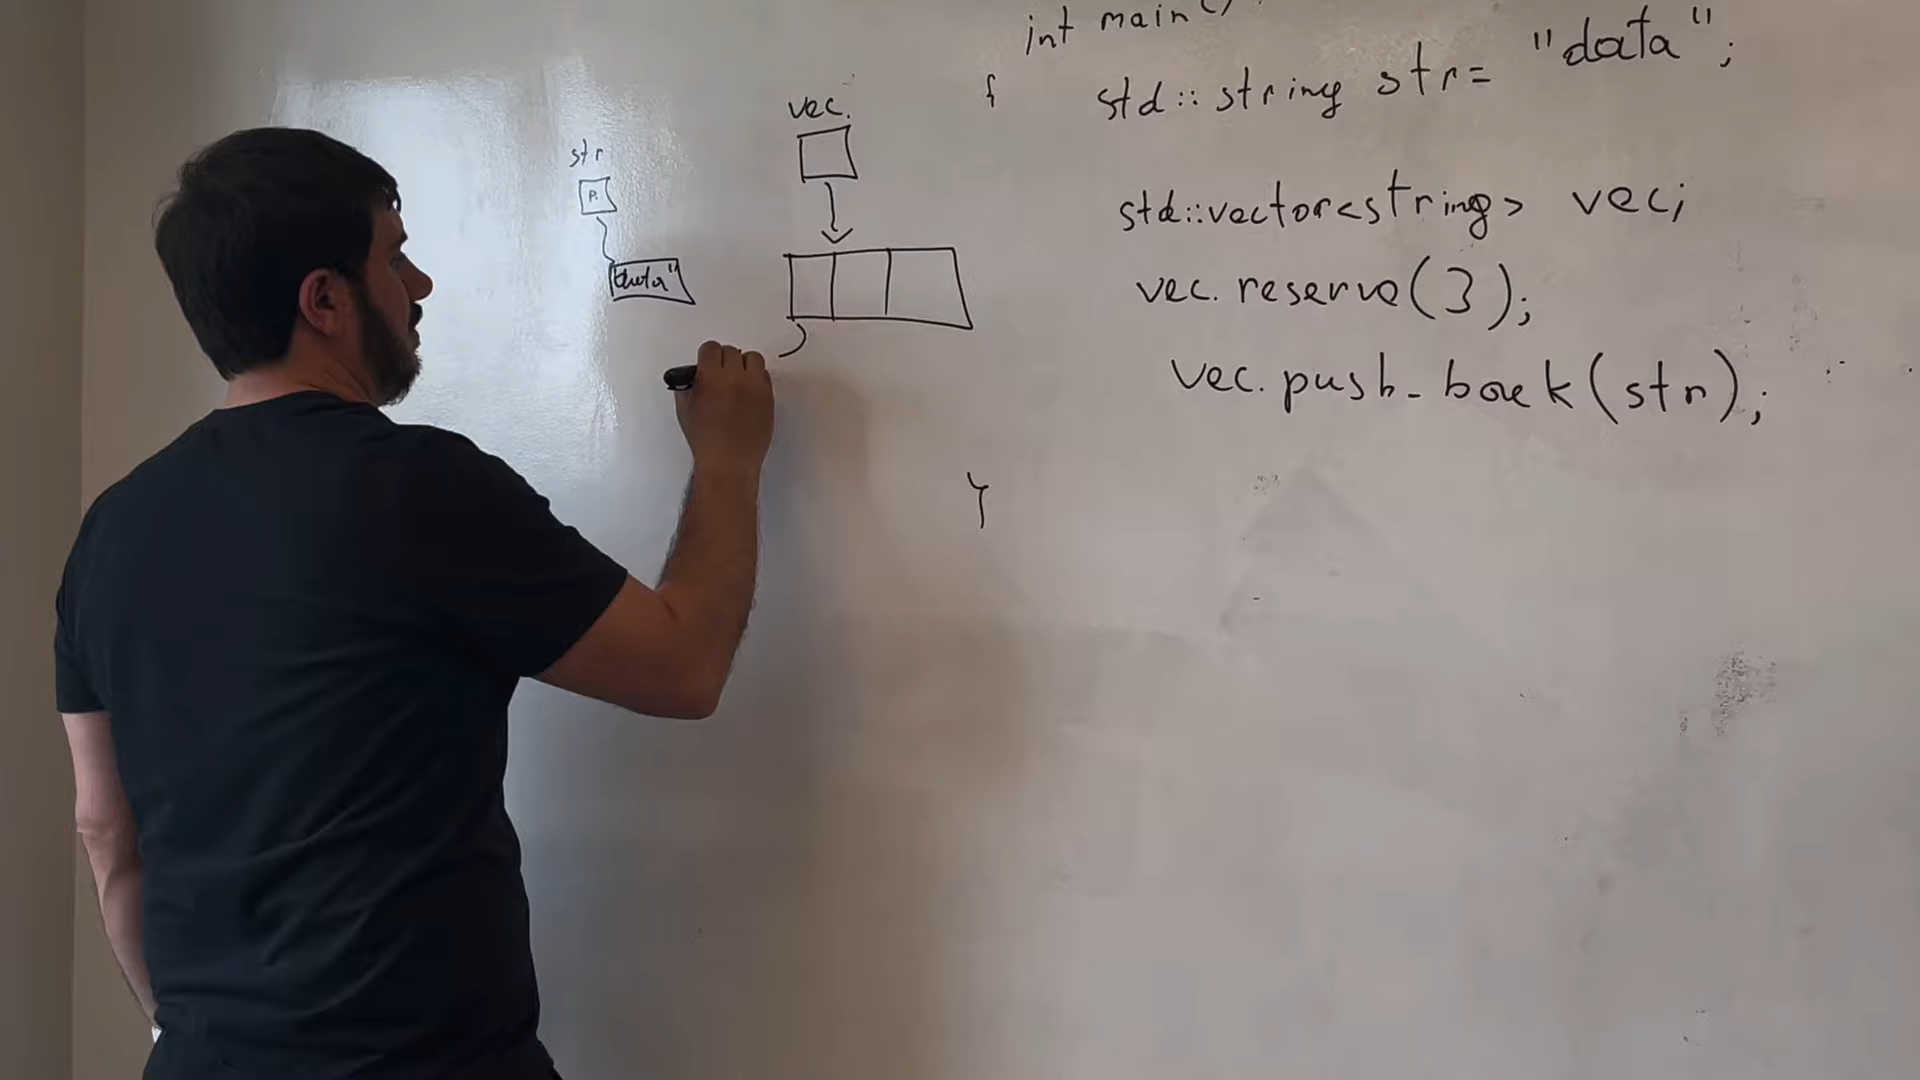 int main()
{
std::string str= "data";
std::vector<string> vec;
vec.reserve(3);
vec.push_back(str);
}
vec.
str
P.
"data"